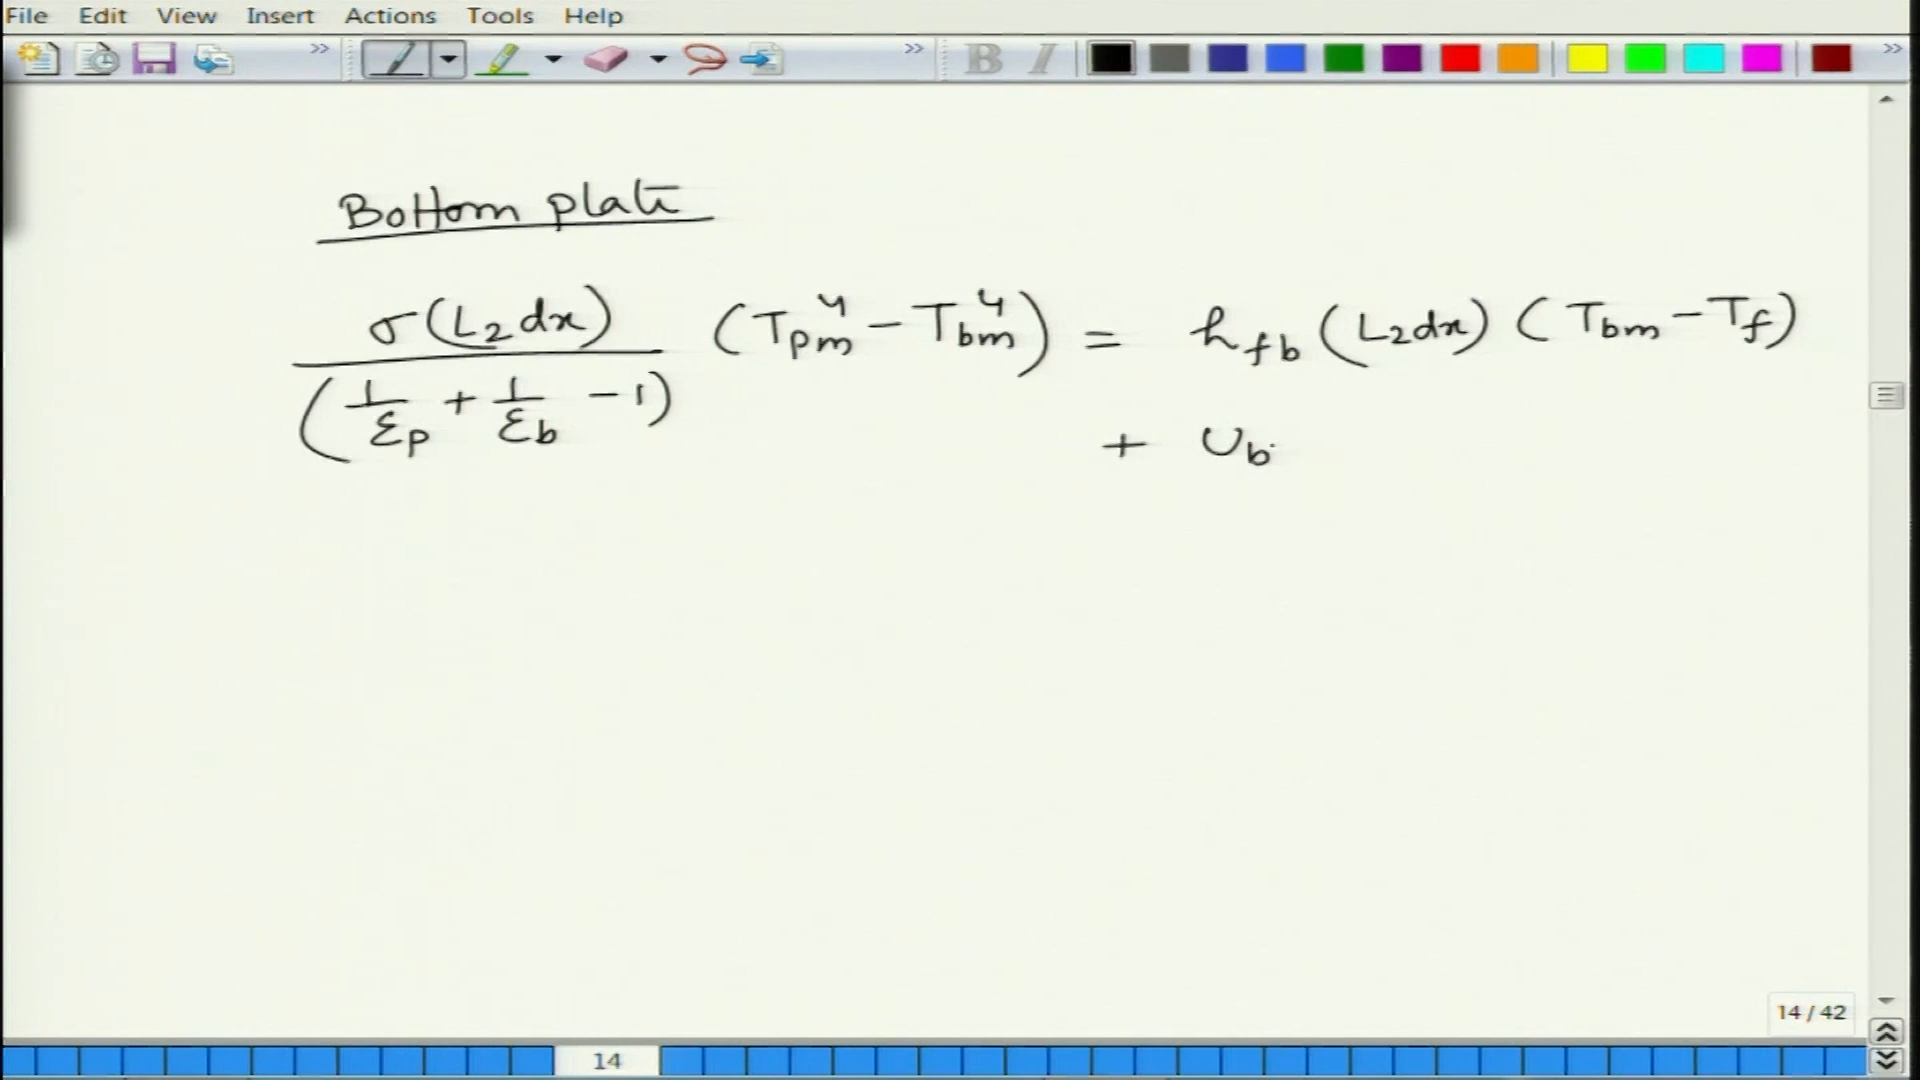 File Edit View Insert Actions Tools Help
B I
Bottom plate
σ(L₂dx) / (1/εp + 1/εb − 1) (Tpm⁴ − Tbm⁴) = hfb (L₂dx) (Tbm − Tf)
+ Ub
14 / 42
14